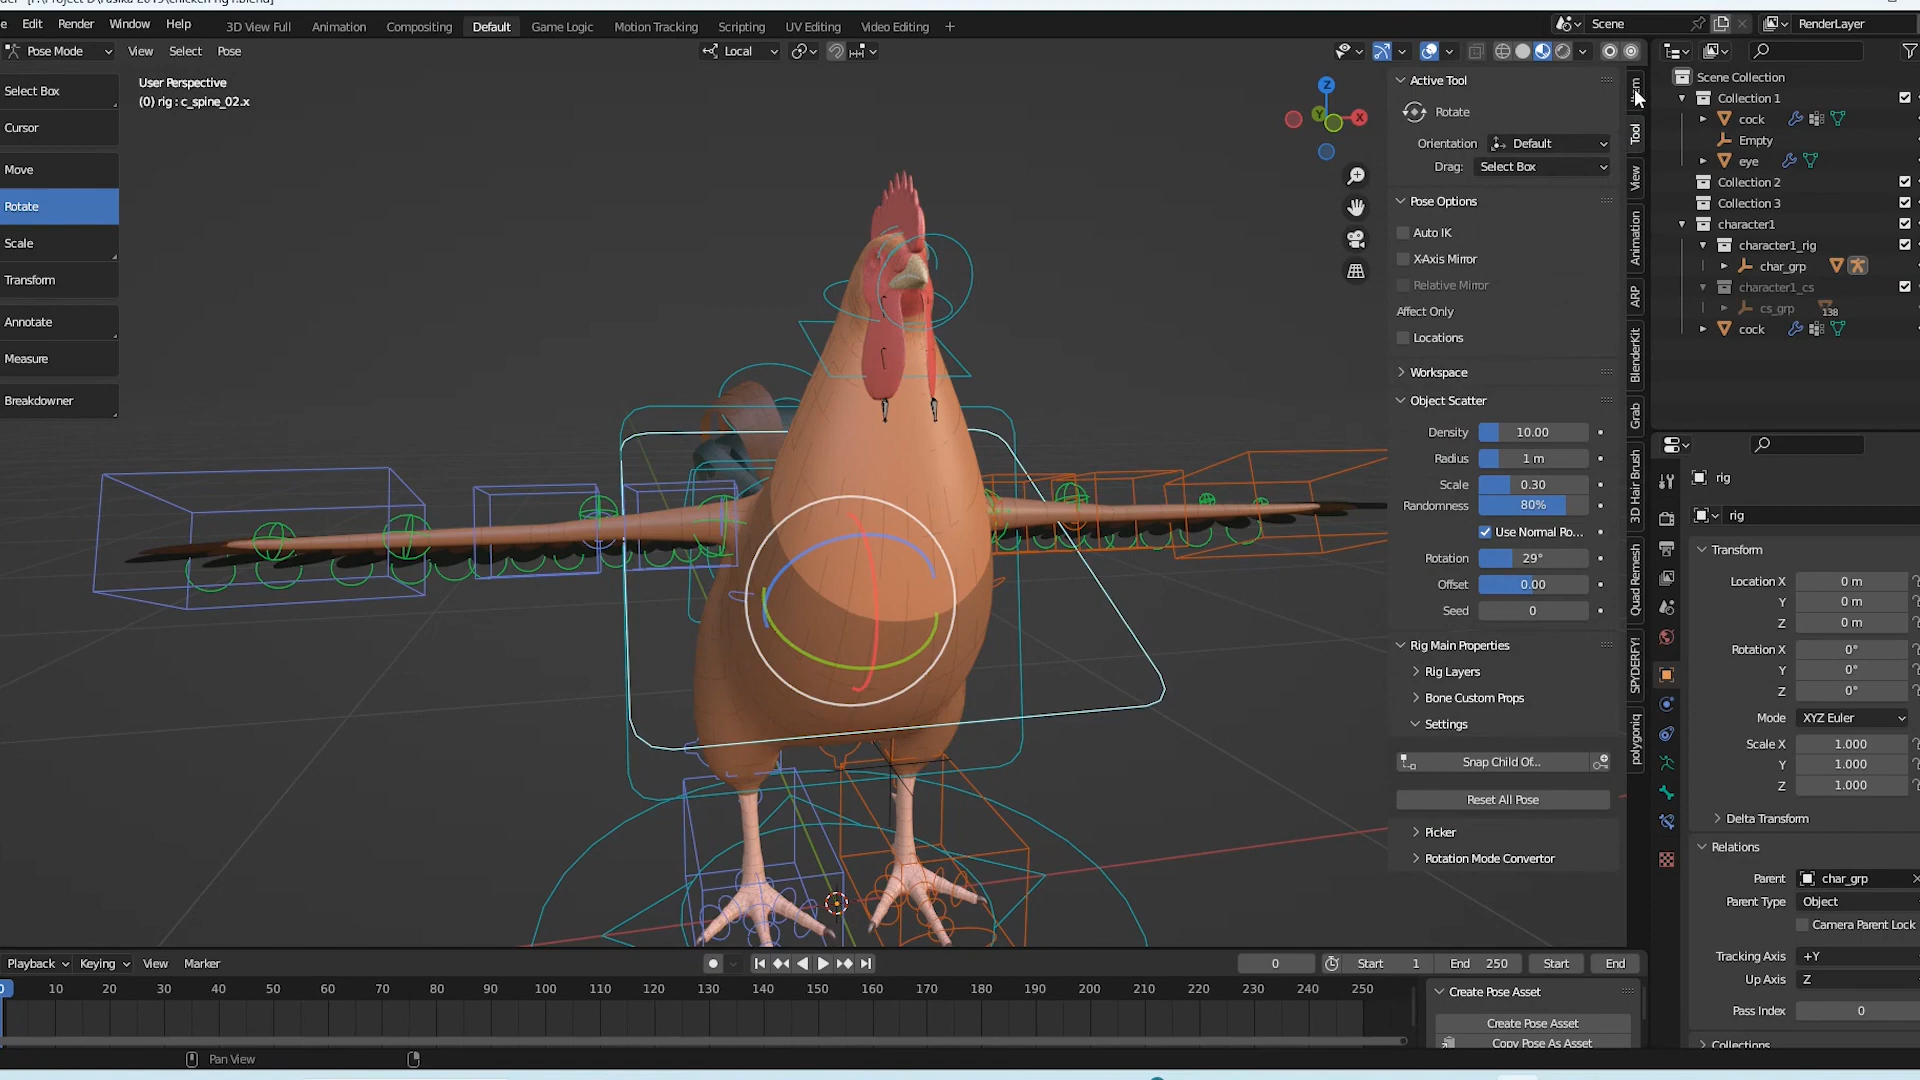 Edit Render Window Help 3D View Full Animation Compositing Default Game Logic Motion Tracking Scripting UV Editing Video Editing + Scene RenderLayer
Pose Mode View Select Pose Local
Select Box
Cursor
Move
Rotate
Scale
Transform
Annotate
Measure
Breakdowner
User Perspective
(0) rig : c_spine_02.x
Z
Y
X
Active Tool
Rotate
Orientation Default
Drag: Select Box
Pose Options
Auto IK
X-Axis Mirror
Relative Mirror
Affect Only
Locations
Workspace
Object Scatter
Density 10.00
Radius 1 m
Scale 0.30
Randomness 80%
Use Normal Ro...
Rotation 29°
Offset 0.00
Seed 0
Rig Main Properties
Rig Layers
Bone Custom Props
Settings
Snap Child Of...
Reset All Pose
Picker
Rotation Mode Convertor
Tool
View
Animation
ARP
BlenderKit
Grab
3D Hair Brush
Quad Remesh
SPYDERFY!
polygoniq
Scene Collection
Collection 1
cock
Empty
eye
Collection 2
Collection 3
character1
character1_rig
char_grp
character1_cs
cs_grp 138
cock
rig
rig
Transform
Location X 0 m
Y 0 m
Z 0 m
Rotation X 0°
Y 0°
Z 0°
Mode XYZ Euler
Scale X 1.000
Y 1.000
Z 1.000
Delta Transform
Relations
Parent char_grp
Parent Type Object
Camera Parent Lock
Tracking Axis +Y
Up Axis Z
Pass Index 0
Collections
Playback Keying View Marker 0 Start 1 End 250 Start End
10 20 30 40 50 60 70 80 90 100 110 120 130 140 150 160 170 180 190 200 210 220 230 240 250
Create Pose Asset
Create Pose Asset
Copy Pose As Asset
Pan View